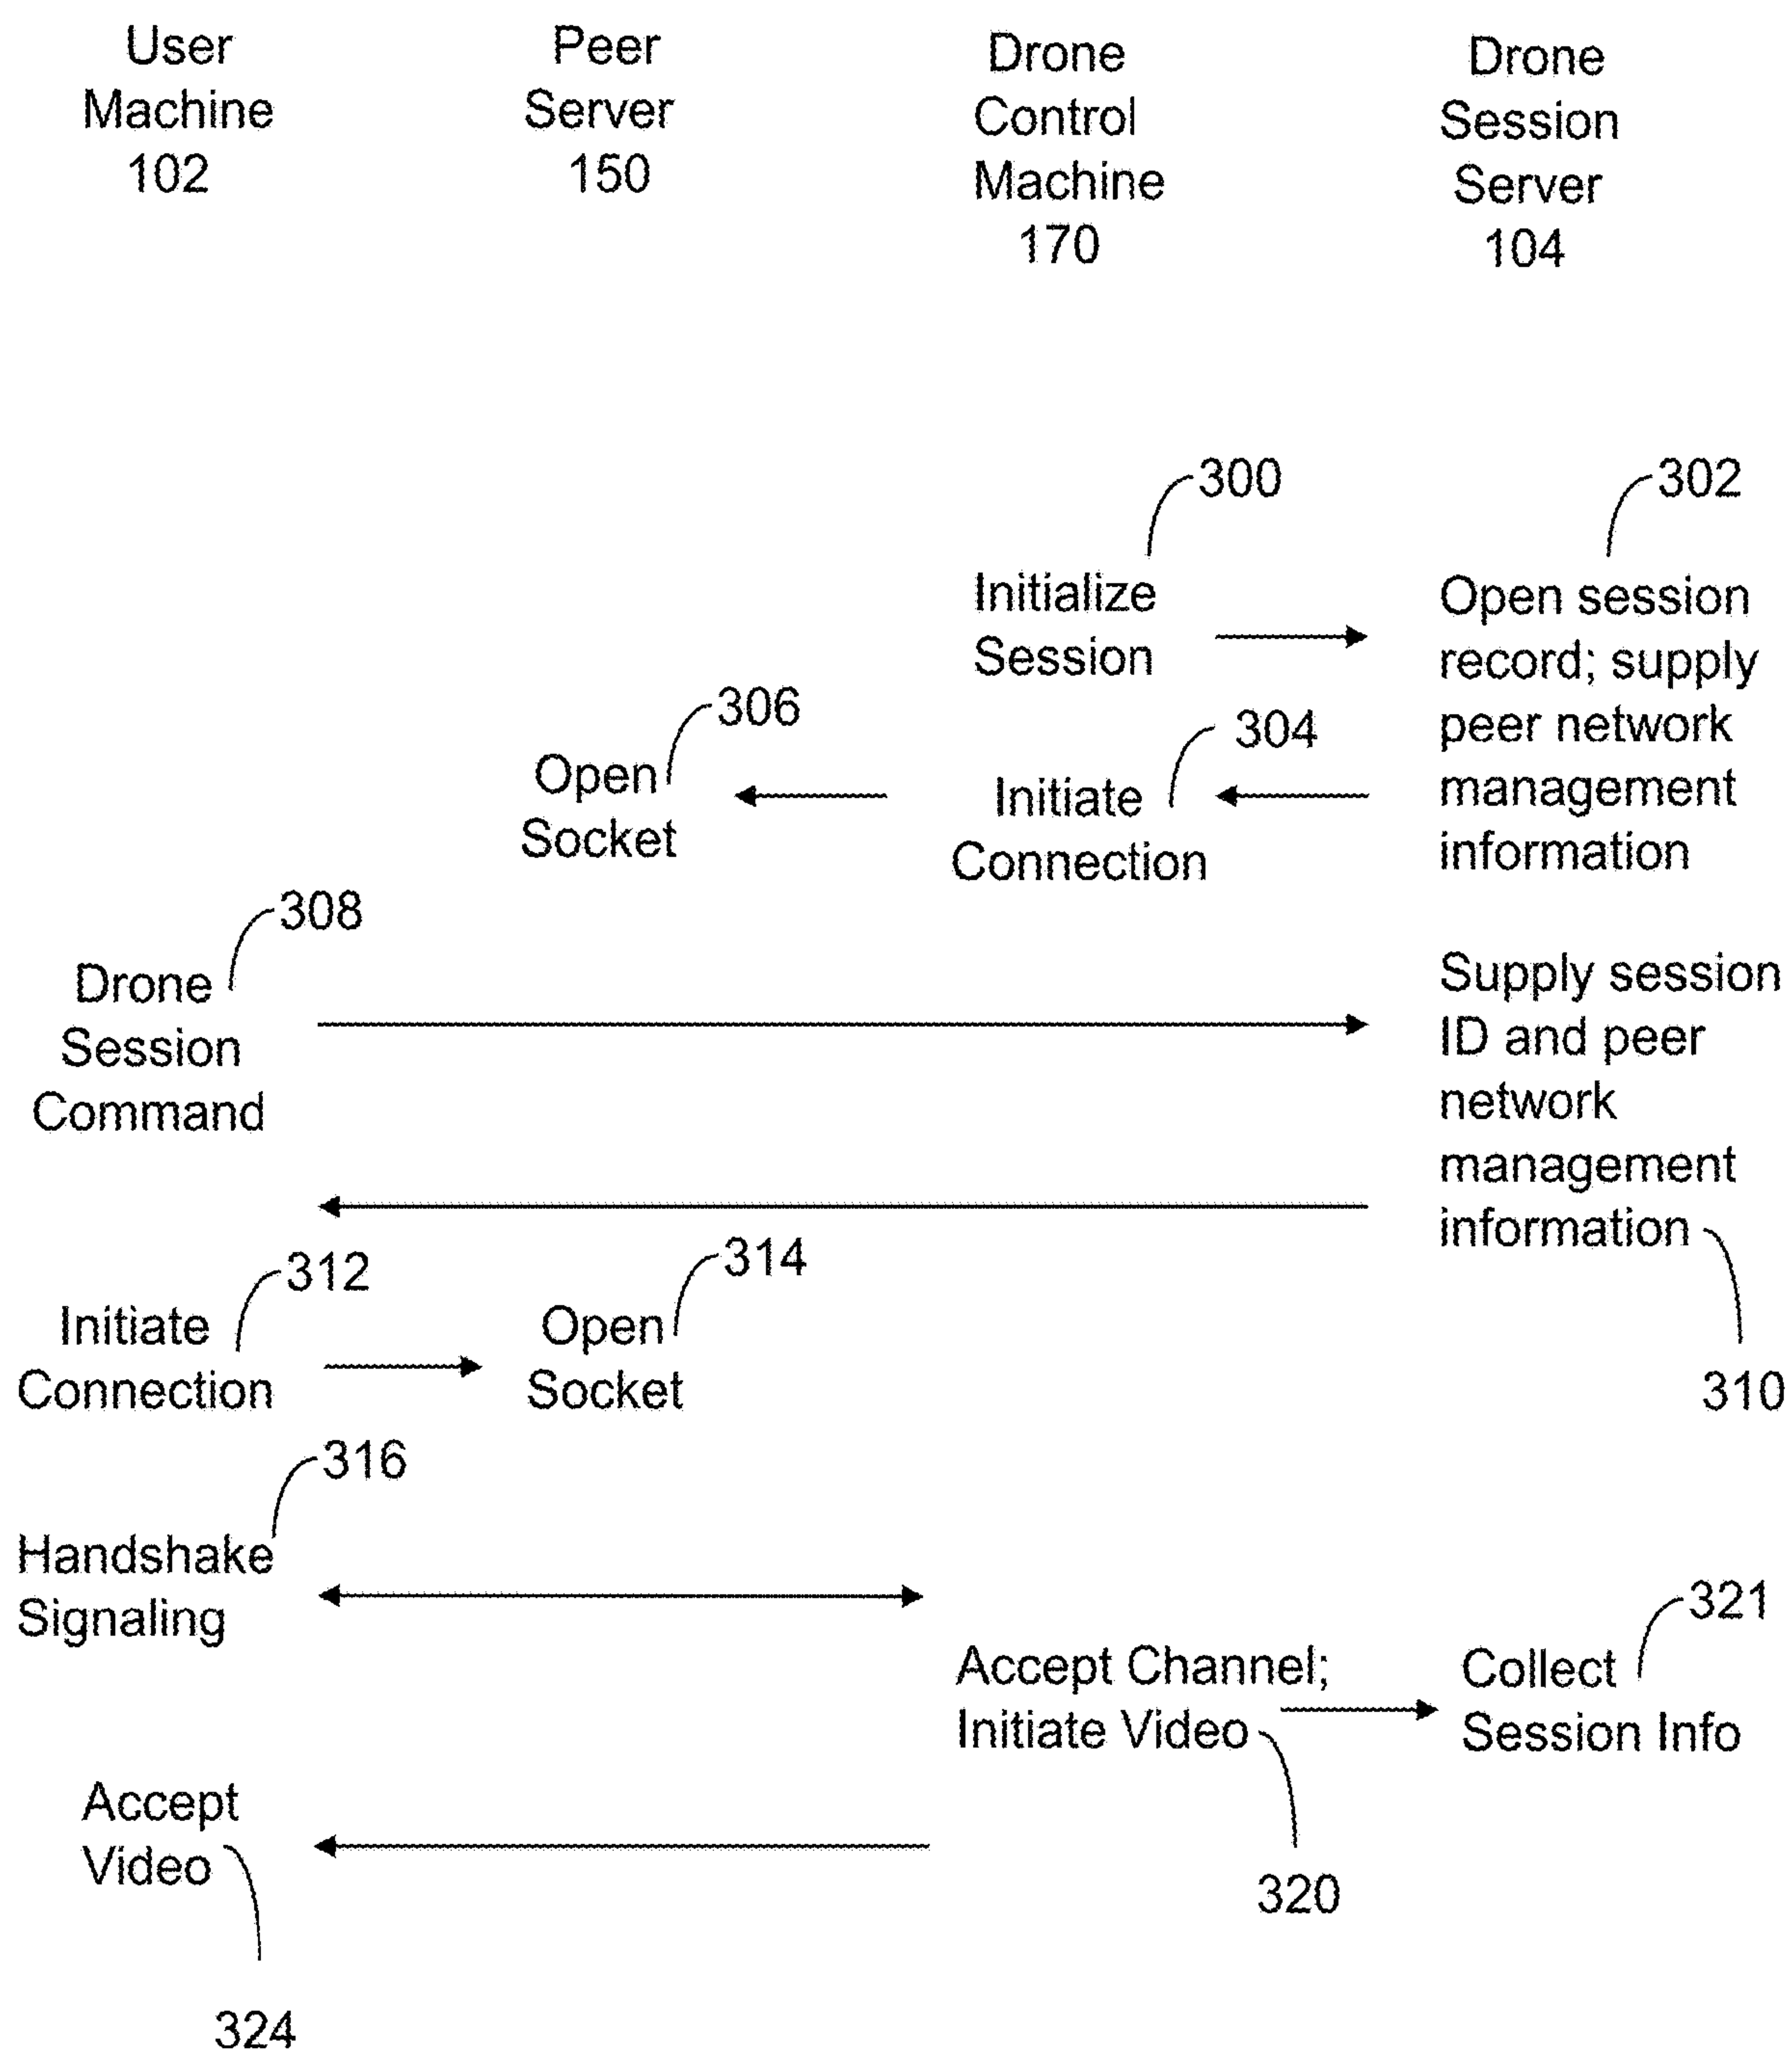 User
Machine
102
Peer
Server
150
Drone
Control
Machine
170
Drone
Session
Server
104
300
302
Initialize
Session
Open session
record; supply
peer network
management
information
306
304
Open
Socket
Initiate
Connection
308
Drone
Session
Command
Supply session
ID and peer
network
management
information
312
314
Initiate
Connection
Open
Socket
310
316
Handshake
Signaling
321
Accept Channel;
Initiate Video
Collect
Session Info
Accept
Video
320
324